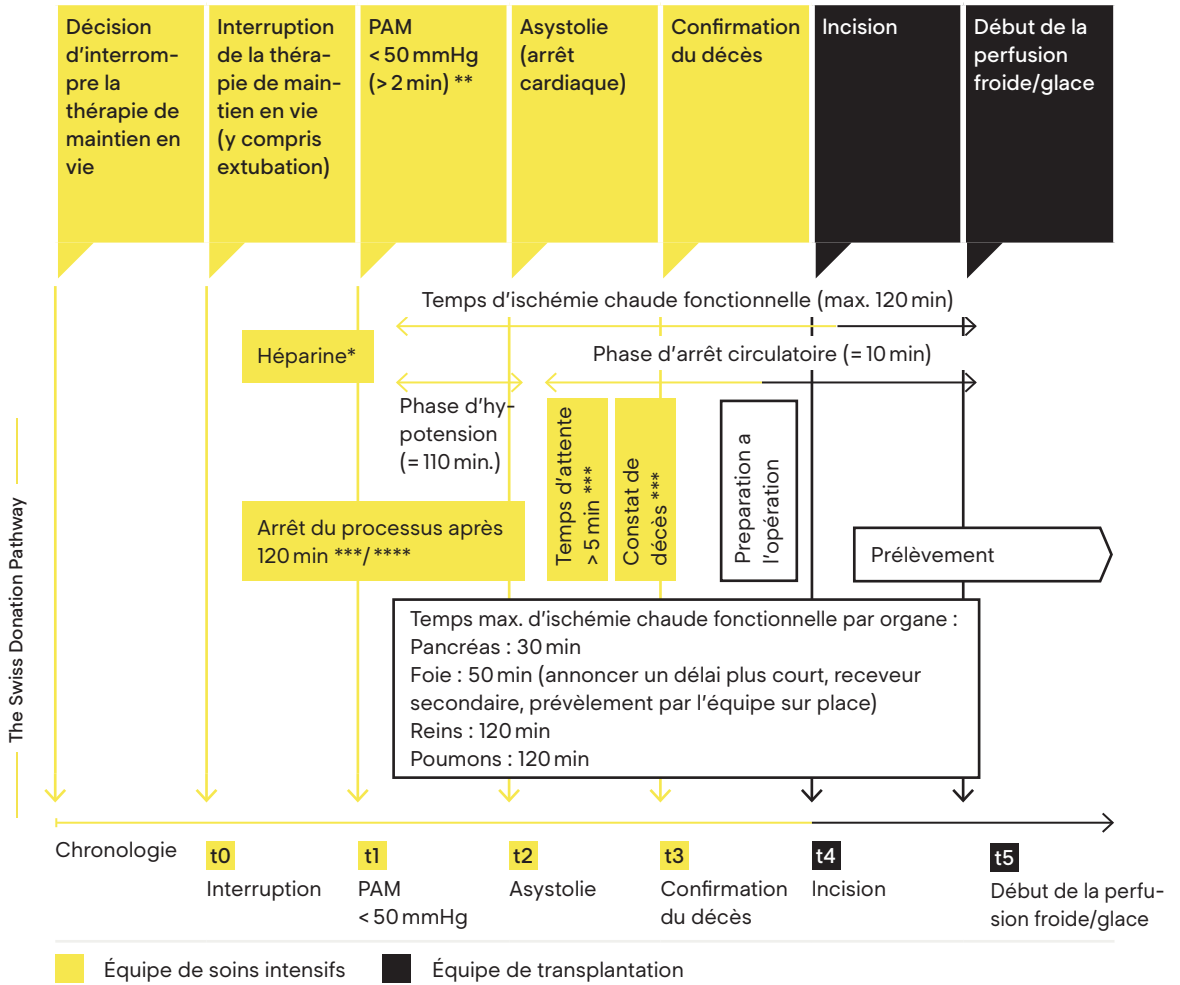 Décision
d'interrom-
pre la
thérapie de
maintien en
vie
Interruption
de la théra-
pie de main-
tien en vie
(y compris
extubation)
PAM
< 50 mmHg
(> 2 min) **
Asystolie
(arrêt
cardiaque)
Confirmation
du décès
Incision
Début de la
perfusion
froide/glace
Temps d'ischémie chaude fonctionnelle (max. 120 min)
Héparine*
Phase d'arrêt circulatoire (= 10 min)
Phase d'hy-
potension
(= 110 min.)
Temps d'attente
> 5 min ***
Constat de
décès ***
Preparation a
l'opération
Arrêt du processus après
120 min ***/ ****
Prélèvement
Temps max. d'ischémie chaude fonctionnelle par organe :
Pancréas : 30 min
Foie : 50 min (annoncer un délai plus court, receveur
secondaire, prévèlement par l'équipe sur place)
Reins : 120 min
Poumons : 120 min
The Swiss Donation Pathway
Chronologie
t0
Interruption
t1
PAM
< 50 mmHg
t2
Asystolie
t3
Confirmation
du décès
t4
Incision
t5
Début de la perfu-
sion froide/glace
Équipe de soins intensifs
Équipe de transplantation